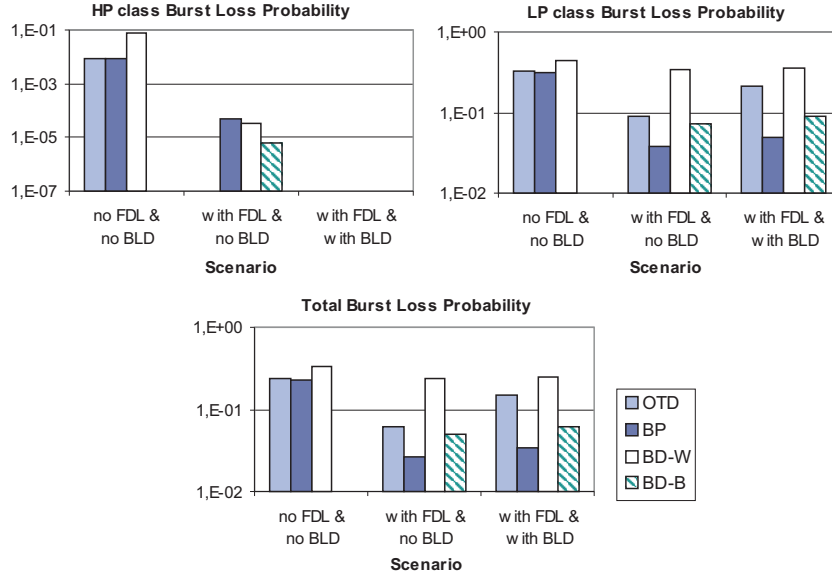 HP class Burst Loss Probability
1,E-01
1,E-03
1,E-05
1,E-07
no FDL & no BLD
with FDL & no BLD
with FDL & with BLD
Scenario
LP class Burst Loss Probability
1,E+00
1,E-01
1,E-02
no FDL & no BLD
with FDL & no BLD
with FDL & with BLD
Scenario
Total Burst Loss Probability
1,E+00
1,E-01
1,E-02
no FDL & no BLD
with FDL & no BLD
with FDL & with BLD
Scenario
OTD
BP
BD-W
BD-B